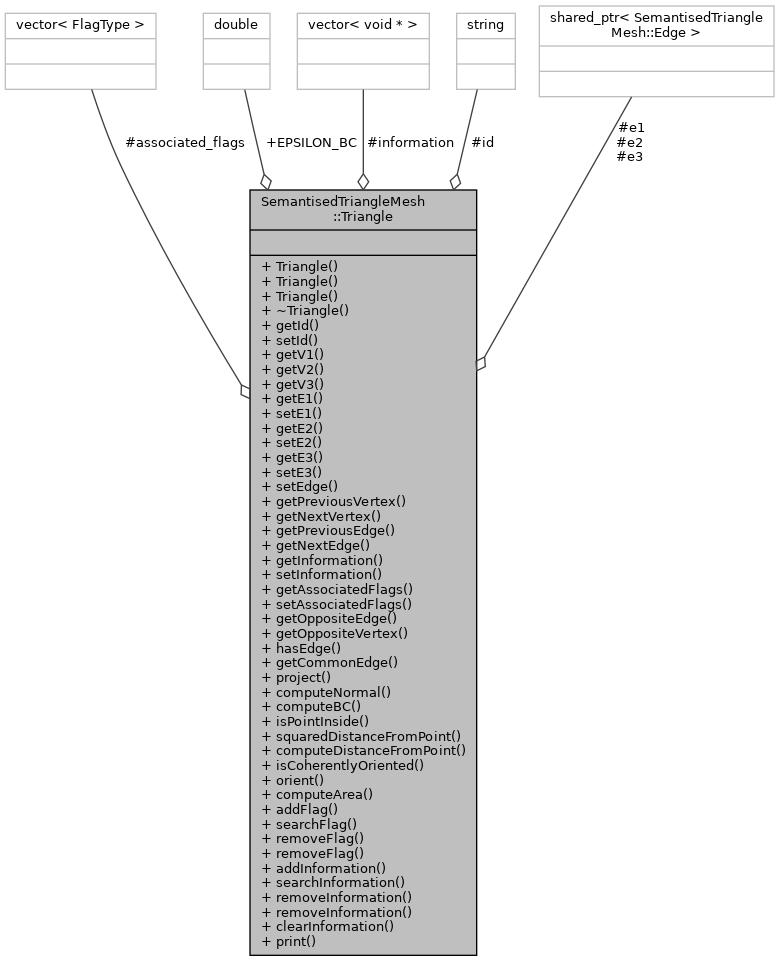 vector< FlagType >
double
vector< void * >
string
shared_ptr< SemantisedTriangle
Mesh::Edge >
#associated_flags
+EPSILON_BC
#information
#id
#e1
#e2
#e3
SemantisedTriangleMesh
::Triangle
+ Triangle()
+ Triangle()
+ Triangle()
+ ~Triangle()
+ getId()
+ setId()
+ getV1()
+ getV2()
+ getV3()
+ getE1()
+ setE1()
+ getE2()
+ setE2()
+ getE3()
+ setE3()
+ setEdge()
+ getPreviousVertex()
+ getNextVertex()
+ getPreviousEdge()
+ getNextEdge()
+ getInformation()
+ setInformation()
+ getAssociatedFlags()
+ setAssociatedFlags()
+ getOppositeEdge()
+ getOppositeVertex()
+ hasEdge()
+ getCommonEdge()
+ project()
+ computeNormal()
+ computeBC()
+ isPointInside()
+ squaredDistanceFromPoint()
+ computeDistanceFromPoint()
+ isCoherentlyOriented()
+ orient()
+ computeArea()
+ addFlag()
+ searchFlag()
+ removeFlag()
+ removeFlag()
+ addInformation()
+ searchInformation()
+ removeInformation()
+ removeInformation()
+ clearInformation()
+ print()